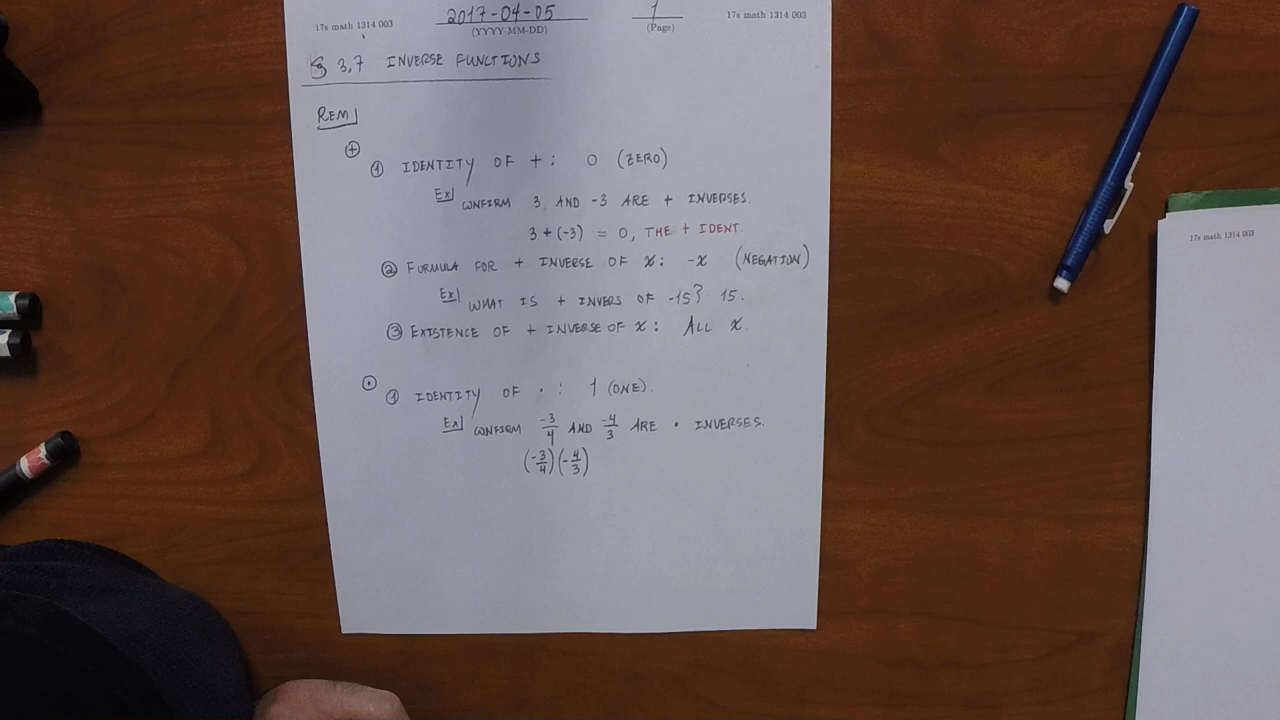 17s math 1314 003 2017-04-05 1 17s math 1314 003
(YYYY-MM-DD) (Page)
§ 3.7 INVERSE FUNCTIONS
REM
+
① IDENTITY OF + : 0 (ZERO)
EX CONFIRM 3 AND -3 ARE + INVERSES.
3 + (-3) = 0, THE + IDENT.
② FORMULA FOR + INVERSE OF x : -x (NEGATION)
EX WHAT IS + INVERS OF -15? 15.
③ EXISTENCE OF + INVERSE OF x : ALL x
·
① IDENTITY OF · : 1 (ONE).
EX CONFIRM -3/4 AND -4/3 ARE · INVERSES.
(-3/4)(-4/3)
17s math 1314 003